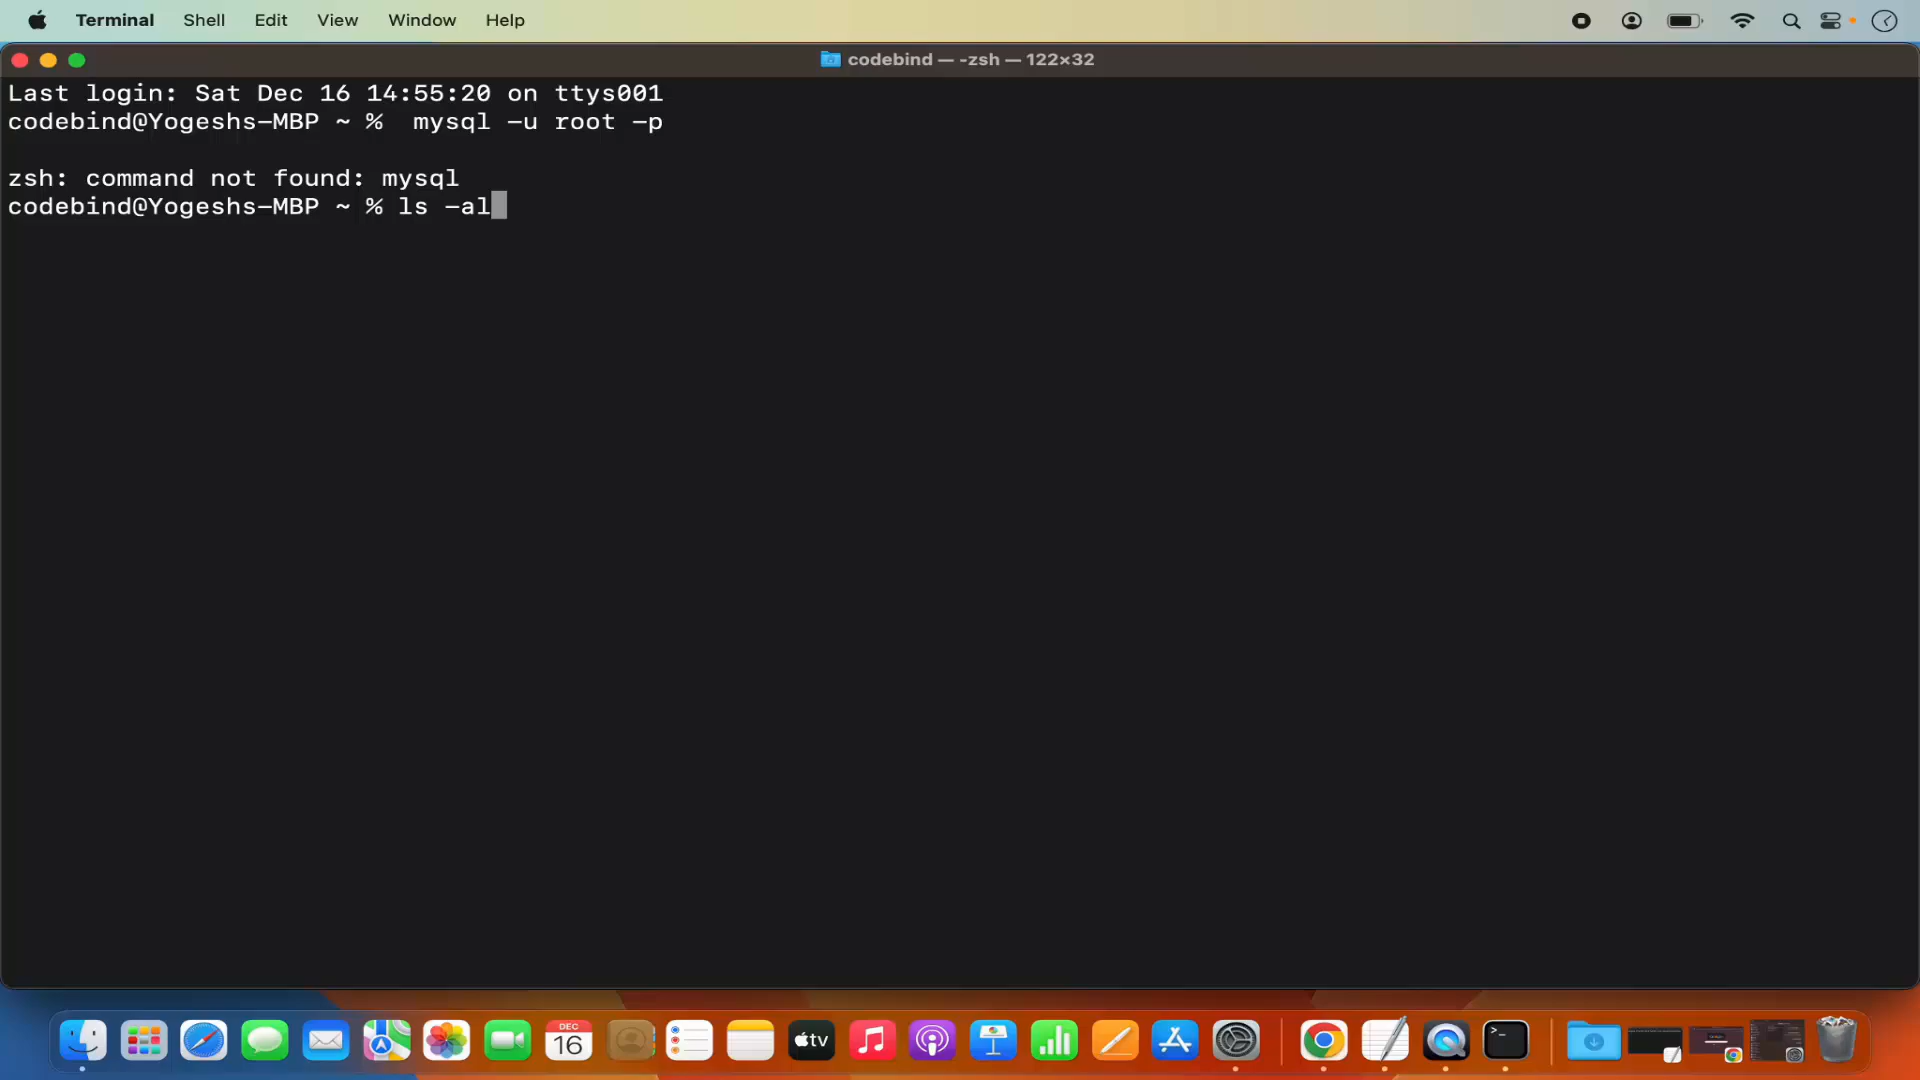 Terminal Shell Edit View Window Help
codebind — -zsh — 122×32
Last login: Sat Dec 16 14:55:20 on ttys001
codebind@Yogeshs-MBP ~ %  mysql -u root -p
zsh: command not found: mysql
codebind@Yogeshs-MBP ~ % ls -al
DEC
16
tv
>_